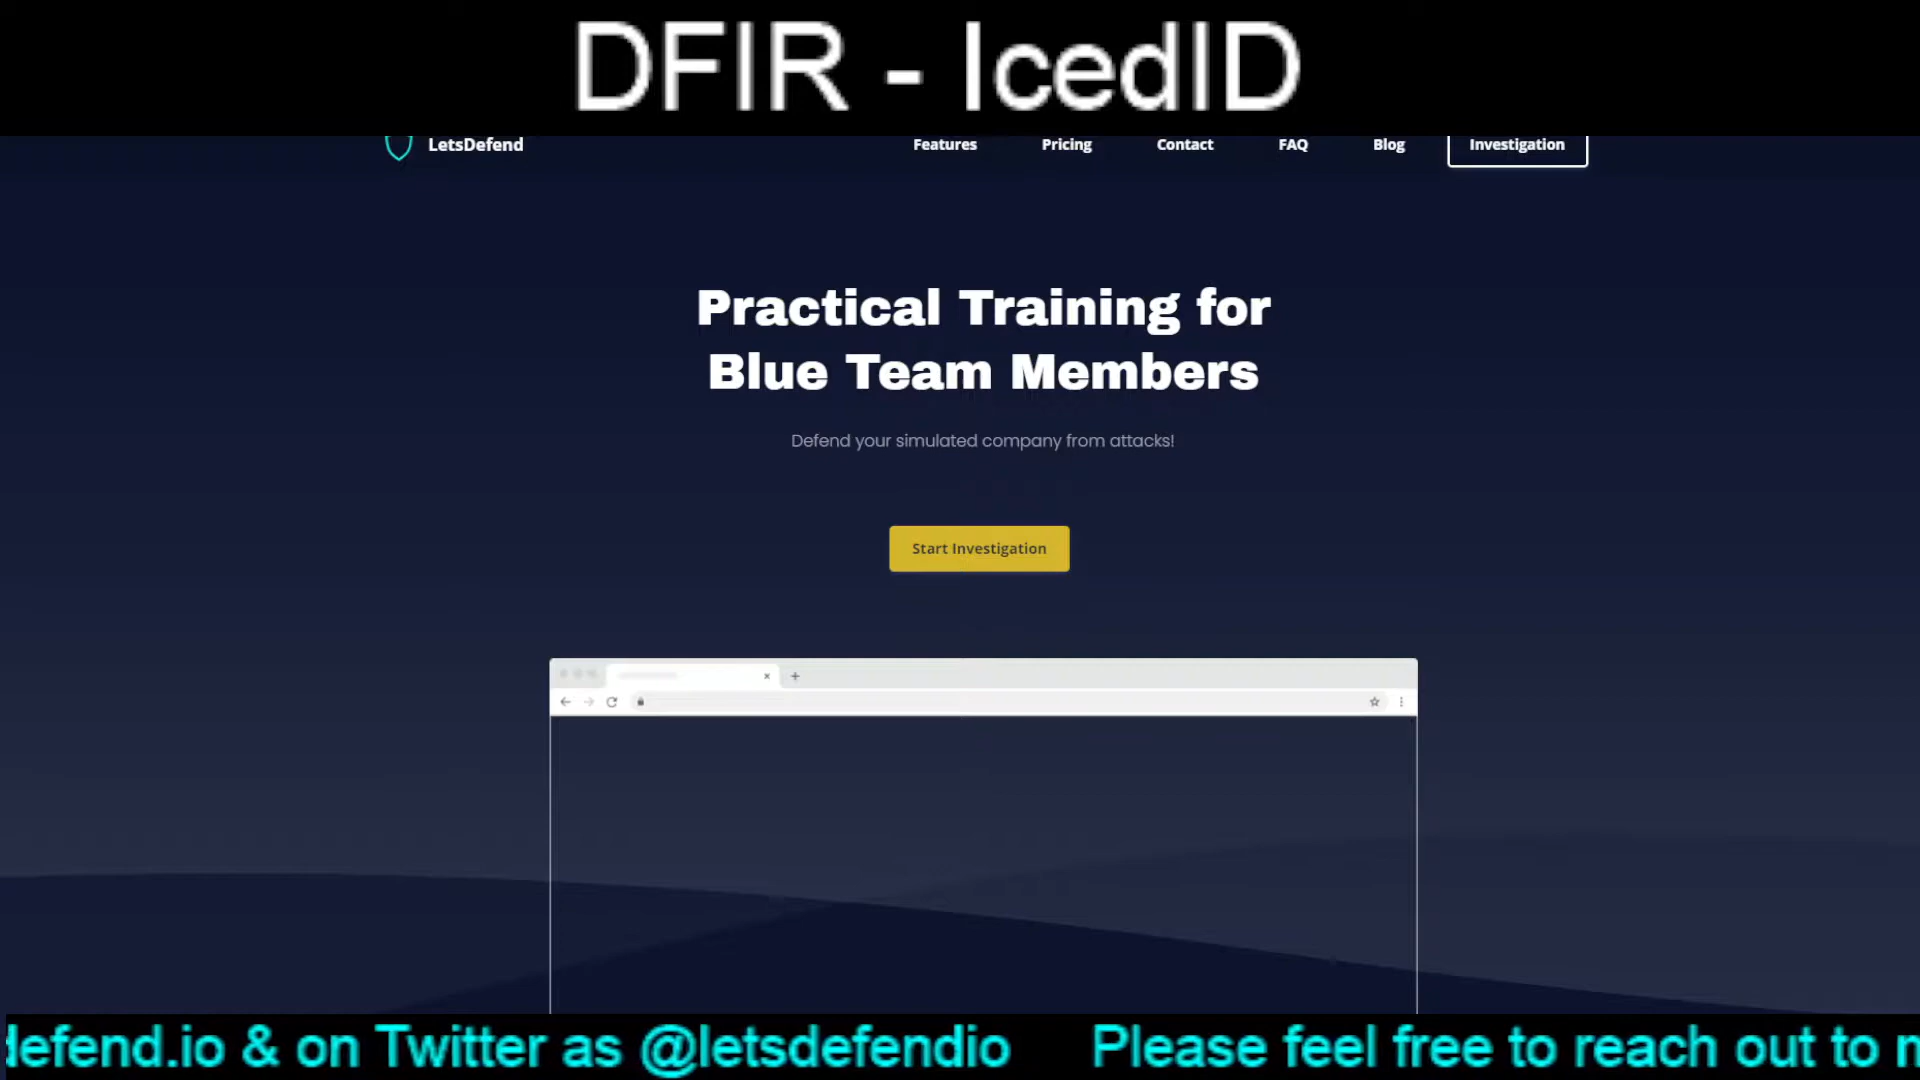 DFIR - IcedID
LetsDefend Features Pricing Contact FAQ Blog Investigation
Practical Training for
Blue Team Members
Defend your simulated company from attacks!
Start Investigation
defend.io & on Twitter as @letsdefendio Please feel free to reach out to